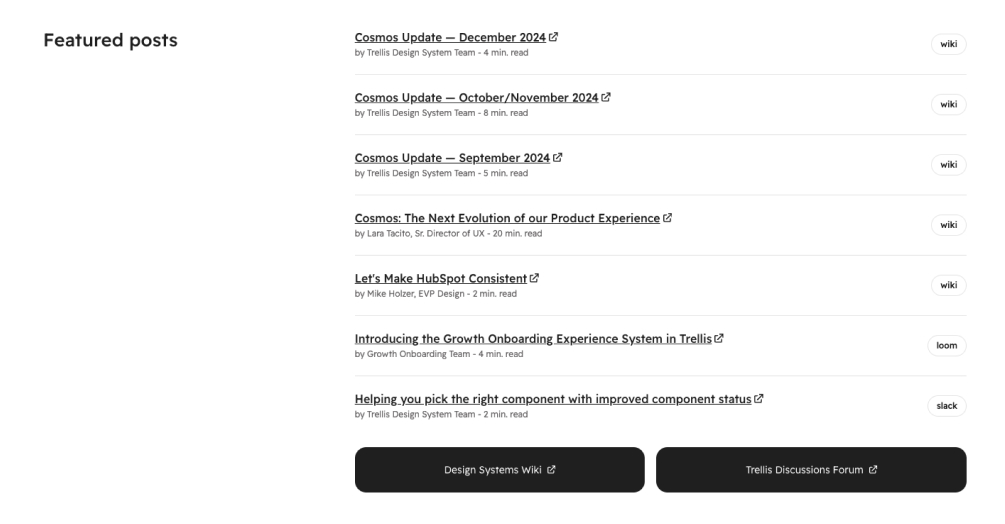 Featured posts
Cosmos Update — December 2024
by Trellis Design System Team - 4 min. read
wiki
Cosmos Update — October/November 2024
by Trellis Design System Team - 8 min. read
wiki
Cosmos Update — September 2024
by Trellis Design System Team - 5 min. read
wiki
Cosmos: The Next Evolution of our Product Experience
by Lara Tacito, Sr. Director of UX - 20 min. read
wiki
Let's Make HubSpot Consistent
by Mike Holzer, EVP Design - 2 min. read
wiki
Introducing the Growth Onboarding Experience System in Trellis
by Growth Onboarding Team - 4 min. read
loom
Helping you pick the right component with improved component status
by Trellis Design System Team - 2 min. read
slack
Design Systems Wiki
Trellis Discussions Forum